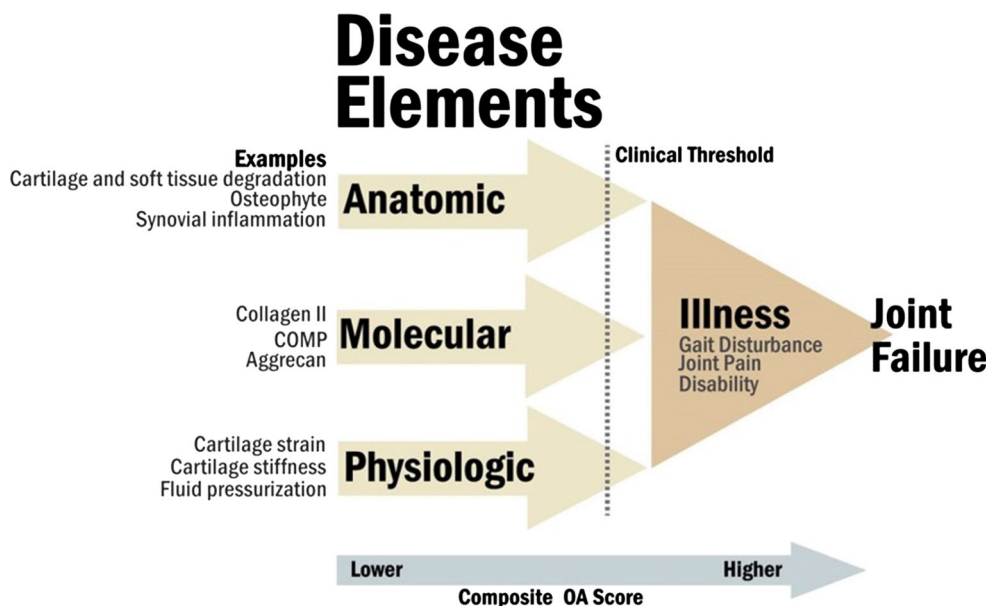 Disease
Elements
Examples
Cartilage and soft tissue degradation
Osteophyte
Synovial inflammation
Anatomic
Clinical Threshold
Collagen II
COMP
Aggrecan
Molecular
Cartilage strain
Cartilage stiffness
Fluid pressurization
Physiologic
Illness
Gait Disturbance
Joint Pain
Disability
Joint
Failure
Lower
Higher
Composite OA Score